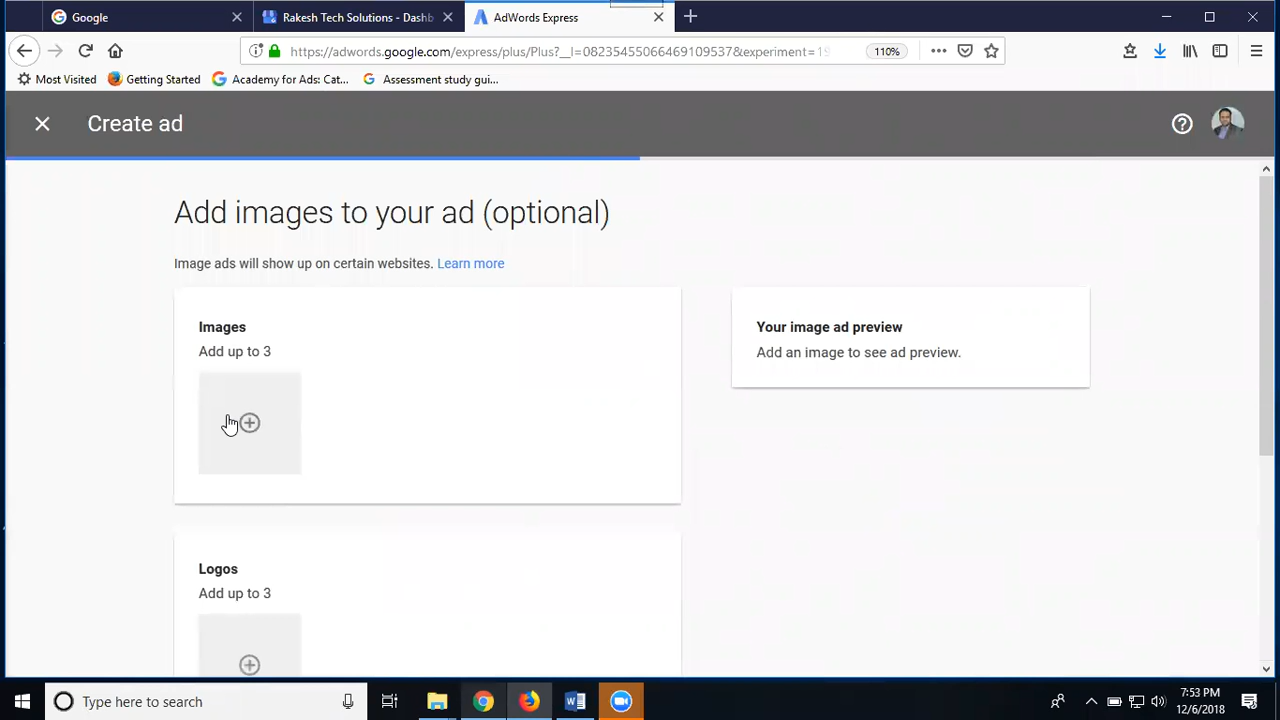 Google
Rakesh Tech Solutions - Dashb
AdWords Express
https://adwords.google.com/express/plus/Plus?__l=08235455066469109537&experiment=19
110%
Most Visited
Getting Started
Academy for Ads: Cat...
Assessment study gui...
Create ad
Add images to your ad (optional)
Image ads will show up on certain websites. Learn more
Images
Add up to 3
Your image ad preview
Add an image to see ad preview.
Logos
Add up to 3
Type here to search
7:53 PM
12/6/2018